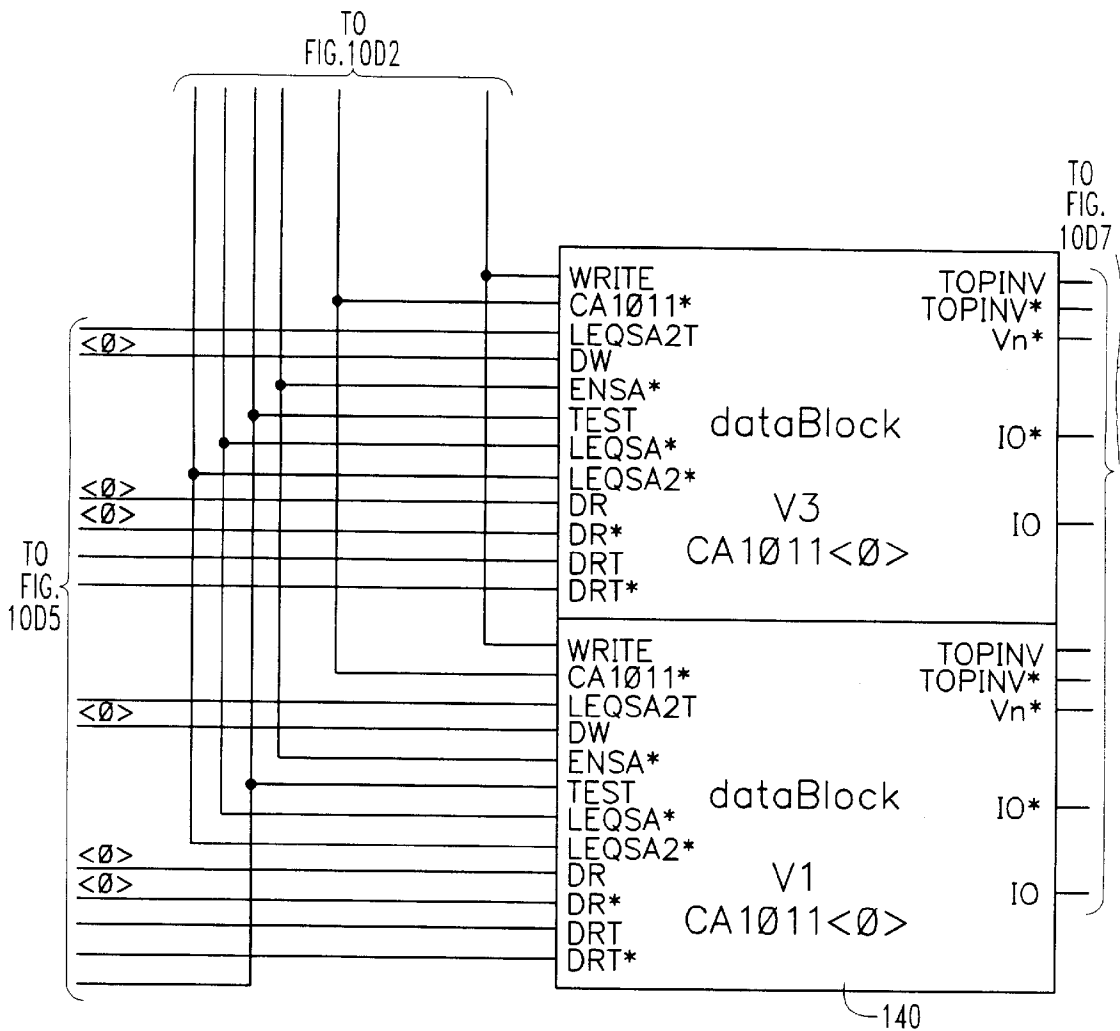 TO
FIG.10D2
TO
FIG.
10D7
WRITE
CA1Ø11*
LEQSA2T
<Ø>
DW
ENSA*
TEST
LEQSA*
LEQSA2*
<Ø>
DR
<Ø>
DR*
DRT
DRT*
dataBlock
V3
CA1Ø11<Ø>
TOPINV
TOPINV*
Vn*
IO*
IO
TO
FIG.
10D5
WRITE
CA1Ø11*
LEQSA2T
<Ø>
DW
ENSA*
TEST
LEQSA*
LEQSA2*
<Ø>
DR
<Ø>
DR*
DRT
DRT*
dataBlock
V1
CA1Ø11<Ø>
TOPINV
TOPINV*
Vn*
IO*
IO
140